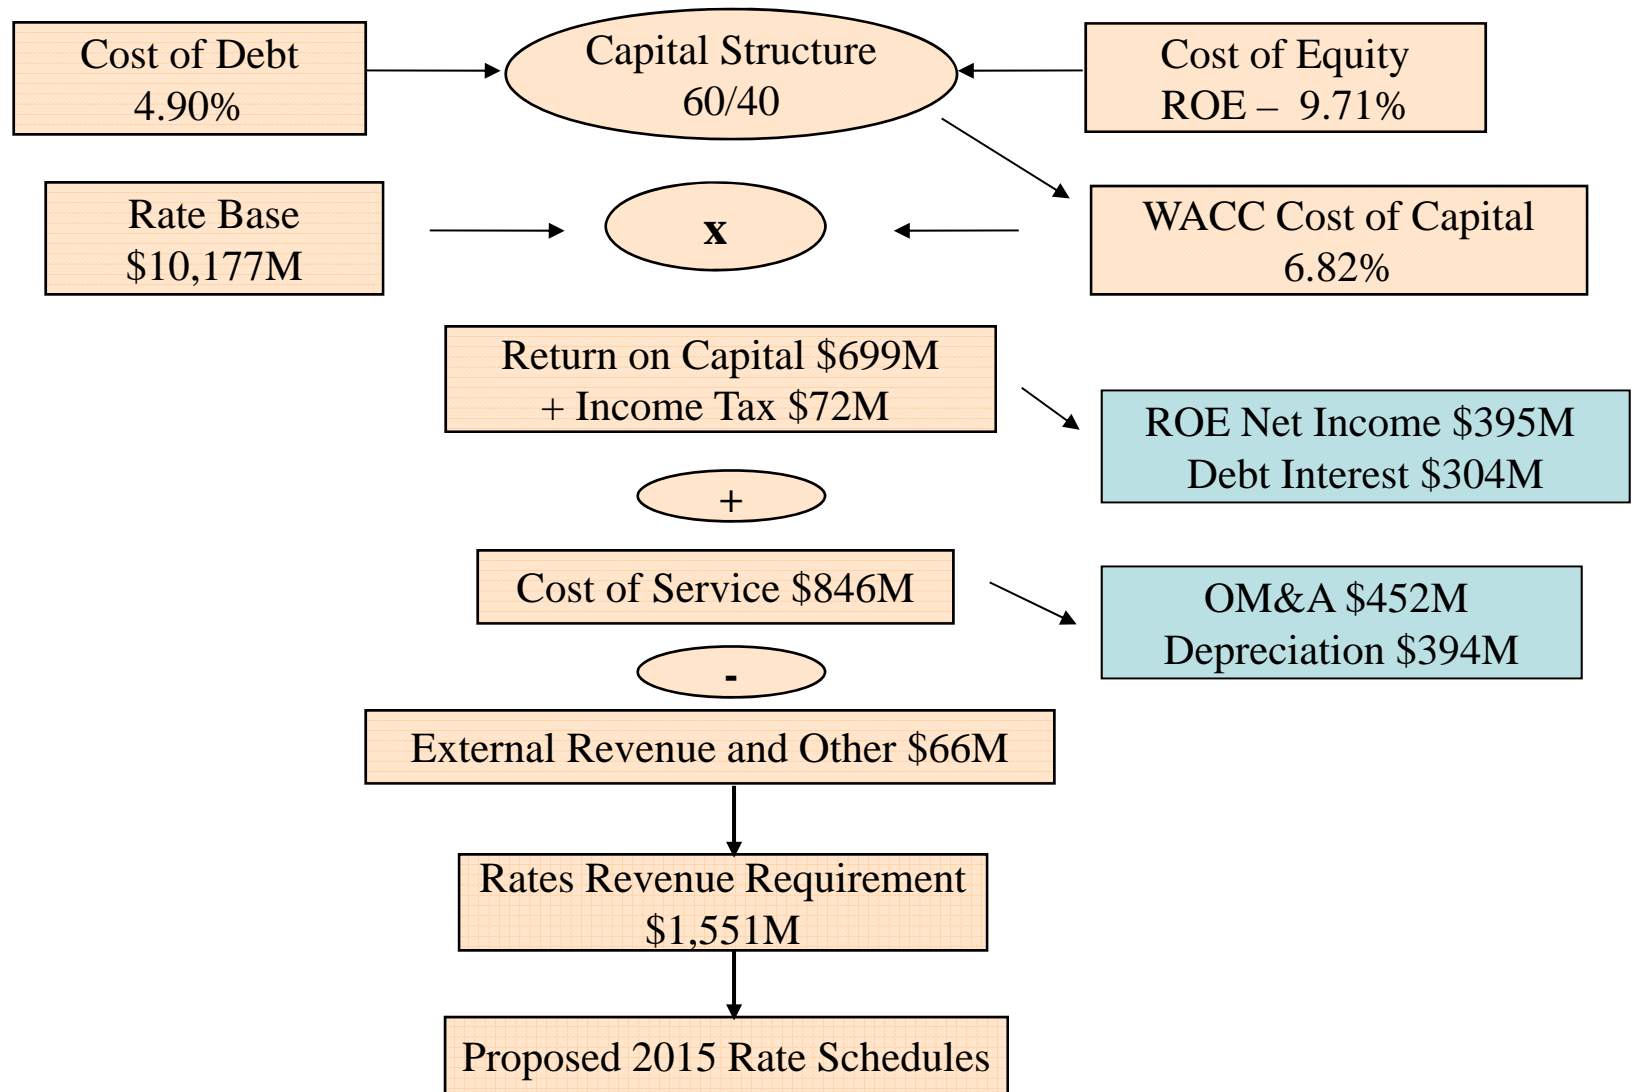 Cost of Debt
4.90%
Capital Structure
60/40
Cost of Equity
ROE – 9.71%
Rate Base
$10,177M
x
WACC Cost of Capital
6.82%
Return on Capital $699M
+ Income Tax $72M
ROE Net Income $395M
Debt Interest $304M
+
Cost of Service $846M
OM&A $452M
Depreciation $394M
-
External Revenue and Other $66M
Rates Revenue Requirement
$1,551M
Proposed 2015 Rate Schedules